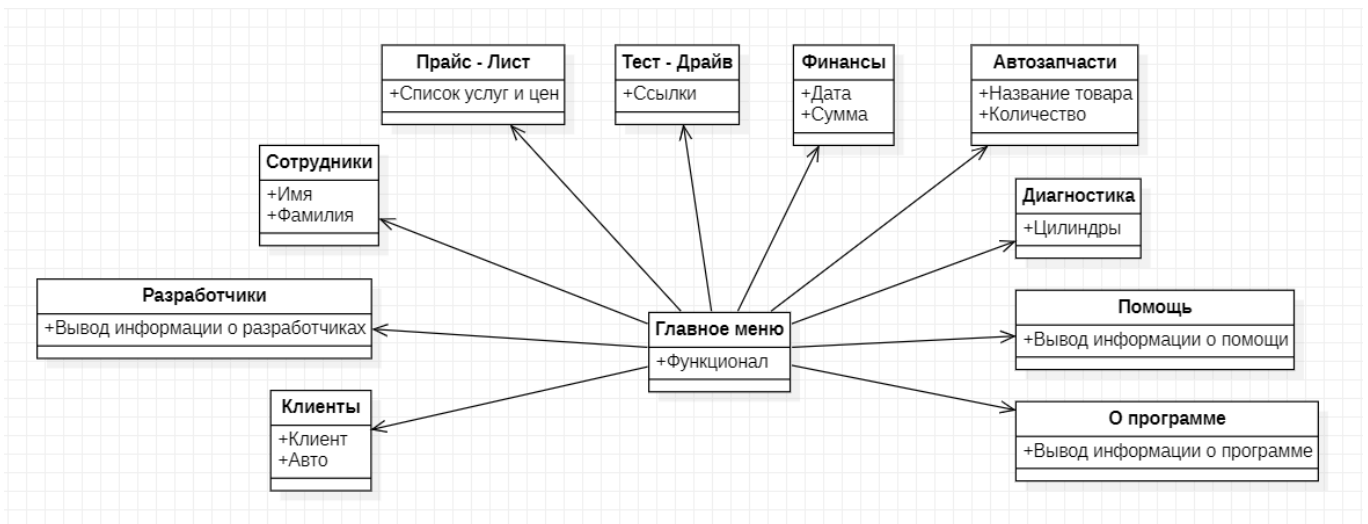 Прайс - Лист
+Список услуг и цен
Тест - Драйв
+Ссылки
Финансы
+Дата
+Сумма
Автозапчасти
+Название товара
+Количество
Сотрудники
+Имя
+Фамилия
Диагностика
+Цилиндры
Разработчики
+Вывод информации о разработчиках
Главное меню
+Функционал
Помощь
+Вывод информации о помощи
Клиенты
+Клиент
+Авто
О программе
+Вывод информации о программе